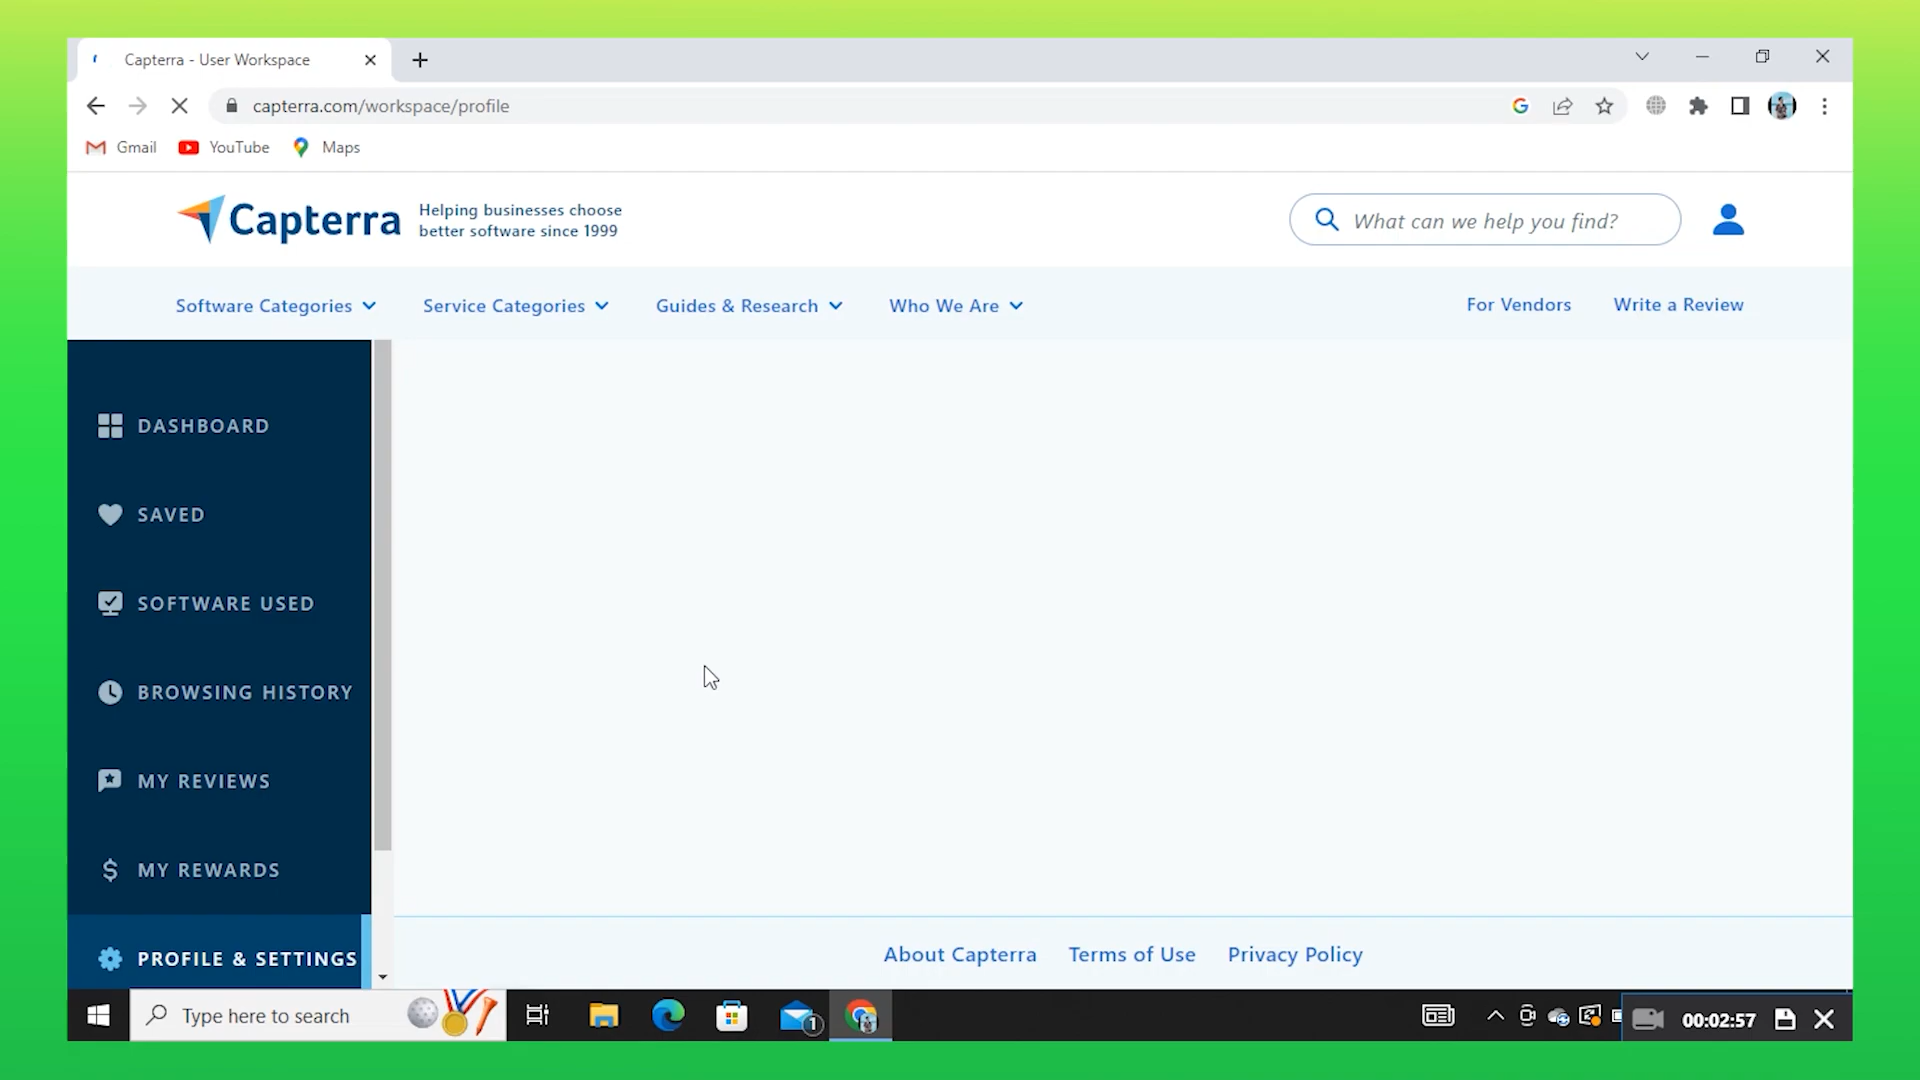 Capterra - User Workspace
capterra.com/workspace/profile
Gmail YouTube Maps
Capterra
Helping businesses choose
better software since 1999
What can we help you find?
Software Categories Service Categories Guides & Research Who We Are For Vendors Write a Review
DASHBOARD
SAVED
SOFTWARE USED
BROWSING HISTORY
MY REVIEWS
MY REWARDS
PROFILE & SETTINGS
About Capterra Terms of Use Privacy Policy
Type here to search
1
00:02:57